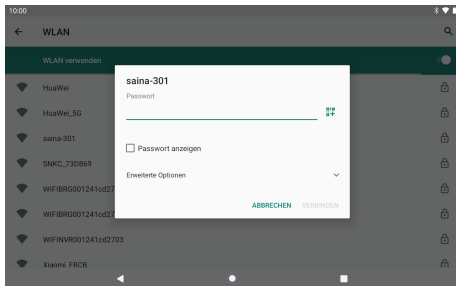 10:00
WLAN
WLAN verwenden
HuaWei
HuaWei_5G
saina-301
SNKC_73D869
WIFIBRG001241cd27
WIFIBRG001241cd27
WIFINVR001241cd2703
Xiaomi_F8CB
saina-301
Passwort
Passwort anzeigen
Erweiterte Optionen
ABBRECHEN VERBINDEN